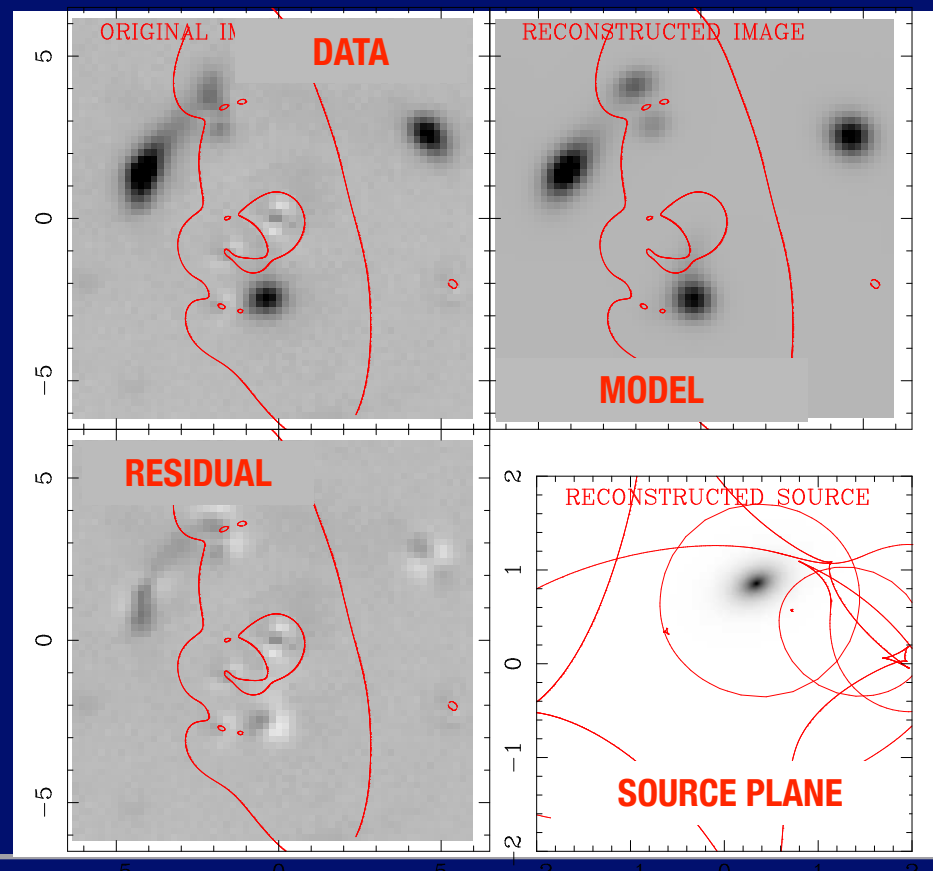 ORIGINAL
DATA
RECONSTRUCTED IMAGE
5
0
−5
MODEL
RESIDUAL
5
0
−5
RECONSTRUCTED SOURCE
2
1
0
−1
−2
SOURCE PLANE